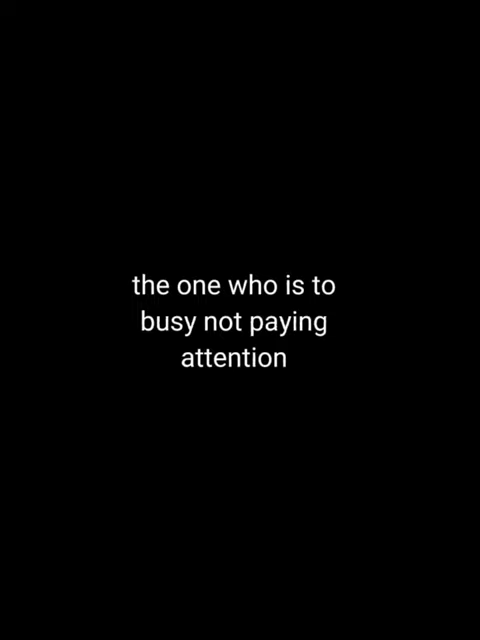 the one who is to
busy not paying
attention